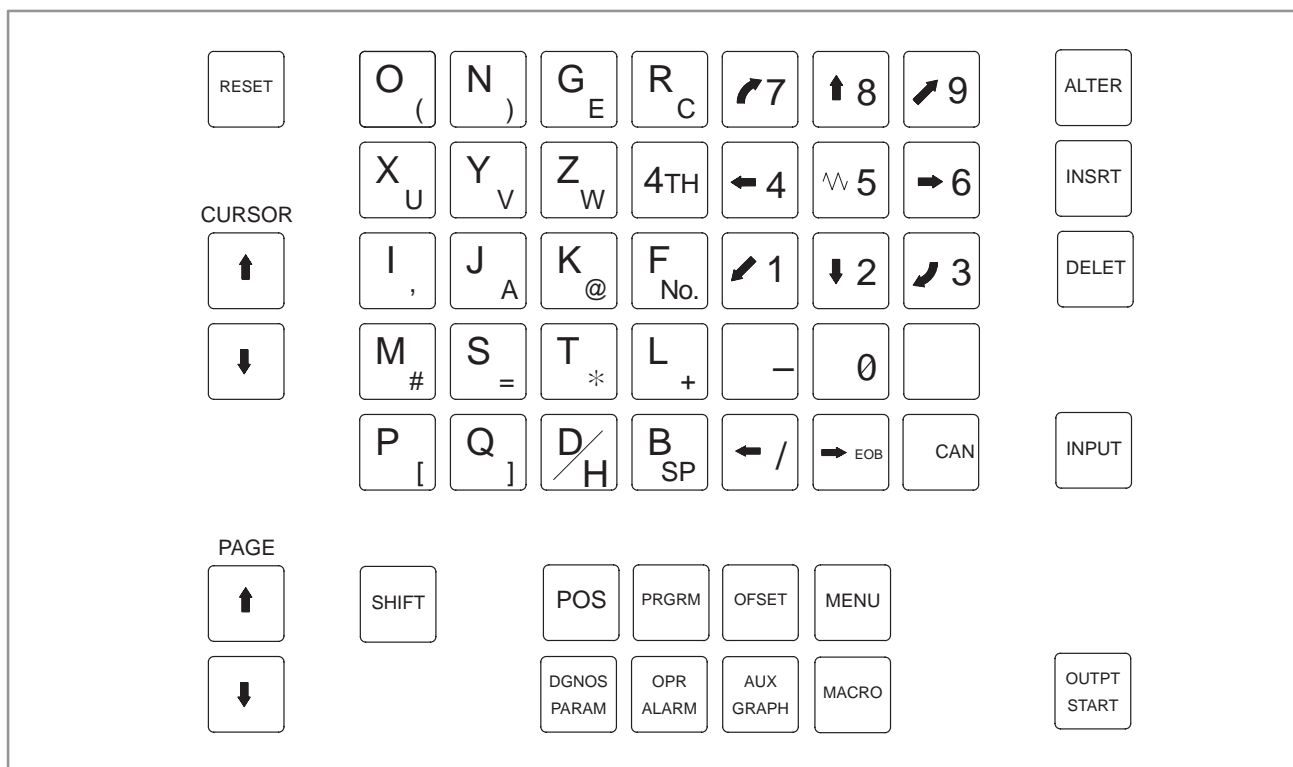 RESET
O ( N ) G E R C 7 8 9
ALTER
X U Y V Z W 4TH 4 5 6
INSRT
CURSOR
I , J A K @ F No. 1 2 3
DELET
M # S = T * L + – 0
P [ Q ] D/H B SP / EOB CAN
INPUT
PAGE
SHIFT
POS PRGRM OFSET MENU
DGNOS PARAM
OPR ALARM
AUX GRAPH
MACRO
OUTPT START